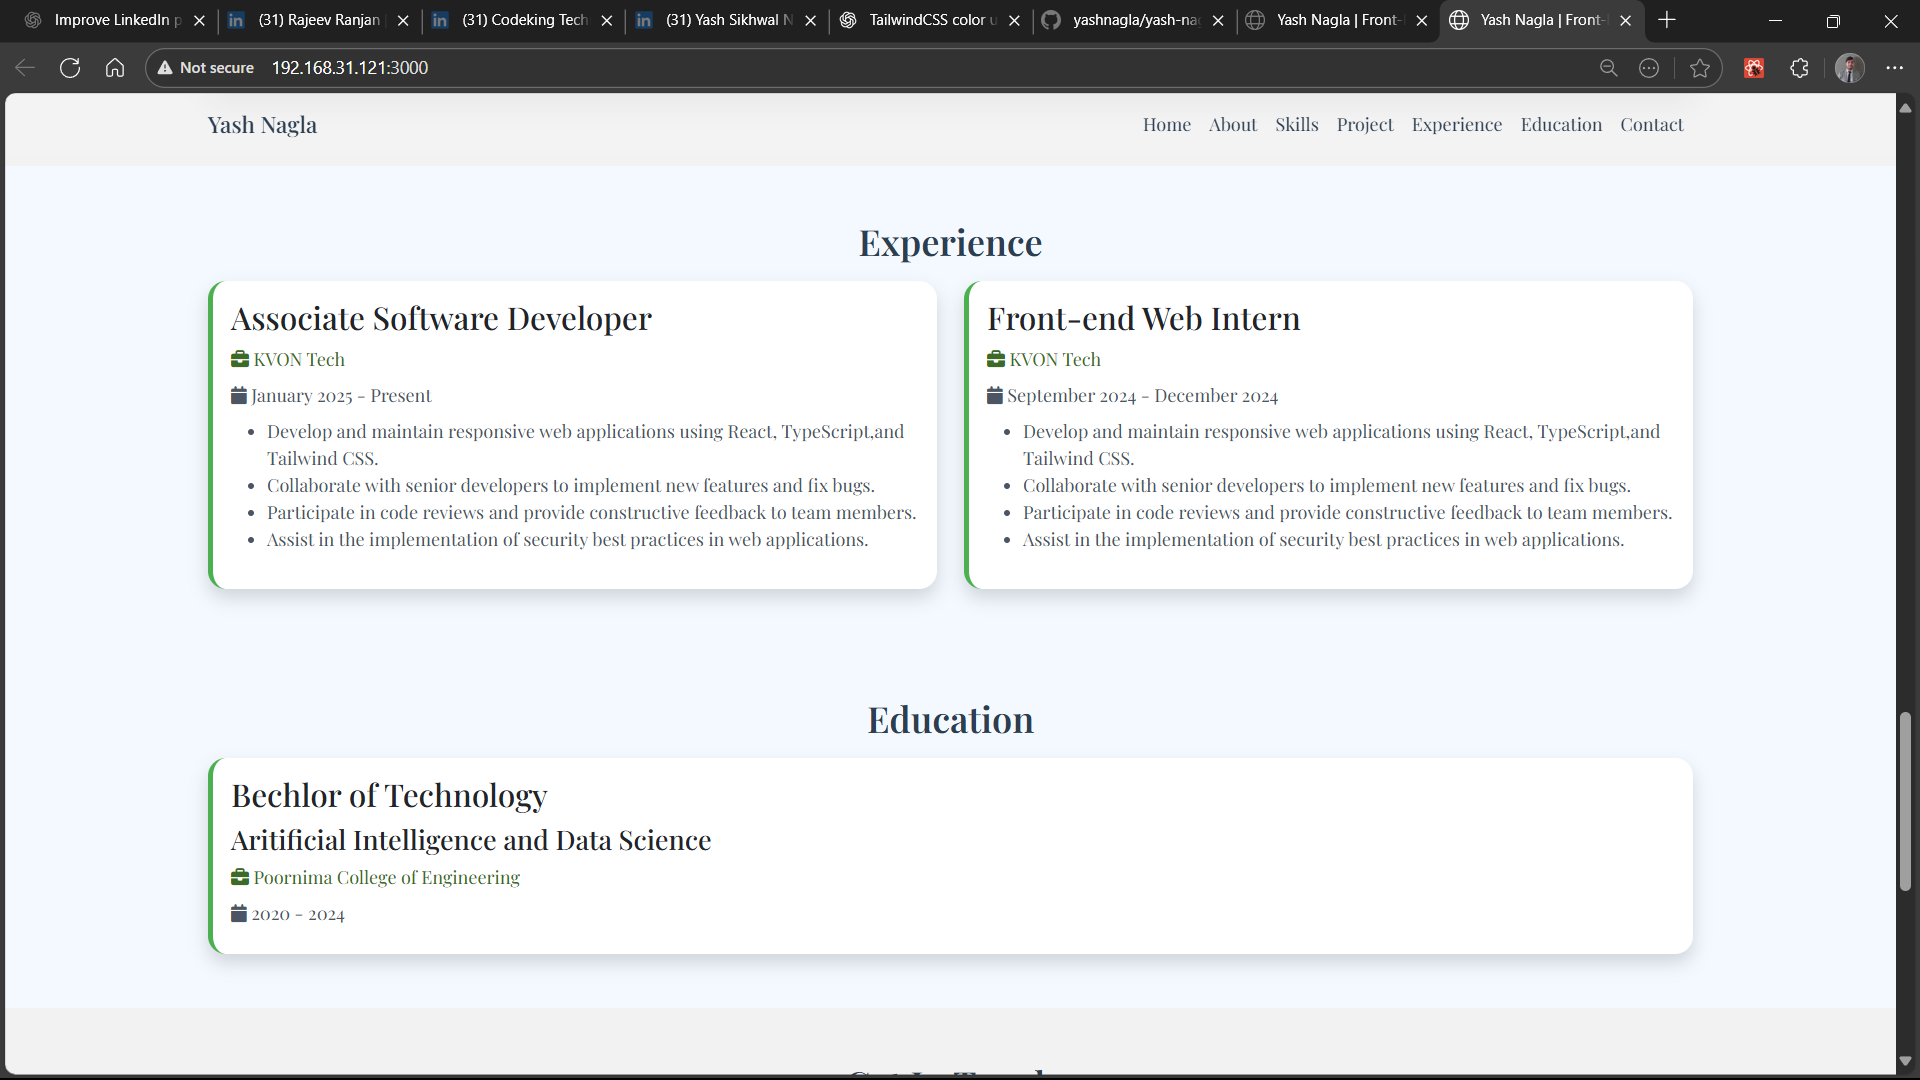 Improve LinkedIn p
(31) Rajeev Ranjan
(31) Codeking Tech
(31) Yash Sikhwal N
TailwindCSS color u
yashnagla/yash-nag
Yash Nagla | Front-
Yash Nagla | Front-
Not secure 192.168.31.121:3000
Yash Nagla
Home About Skills Project Experience Education Contact
Experience
Associate Software Developer
KVON Tech
January 2025 - Present
• Develop and maintain responsive web applications using React, TypeScript,and
Tailwind CSS.
• Collaborate with senior developers to implement new features and fix bugs.
• Participate in code reviews and provide constructive feedback to team members.
• Assist in the implementation of security best practices in web applications.
Front-end Web Intern
KVON Tech
September 2024 - December 2024
• Develop and maintain responsive web applications using React, TypeScript,and
Tailwind CSS.
• Collaborate with senior developers to implement new features and fix bugs.
• Participate in code reviews and provide constructive feedback to team members.
• Assist in the implementation of security best practices in web applications.
Education
Bechlor of Technology
Aritificial Intelligence and Data Science
Poornima College of Engineering
2020 - 2024